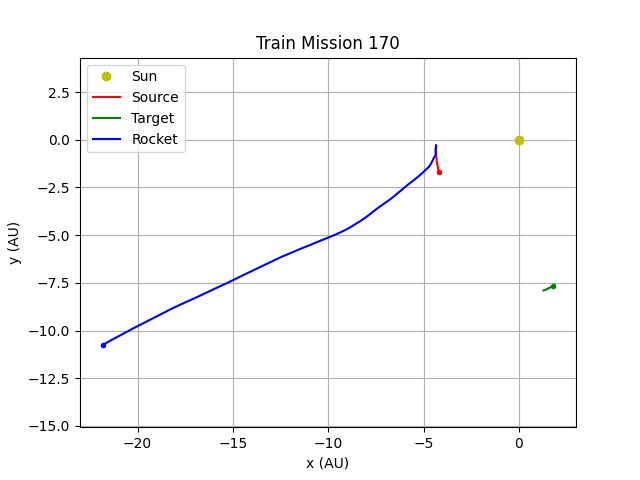 Train Mission 170
Sun
Source
Target
Rocket
2.5
0.0
−2.5
−5.0
−7.5
−10.0
−12.5
−15.0
y (AU)
−20 −15 −10 −5 0
x (AU)